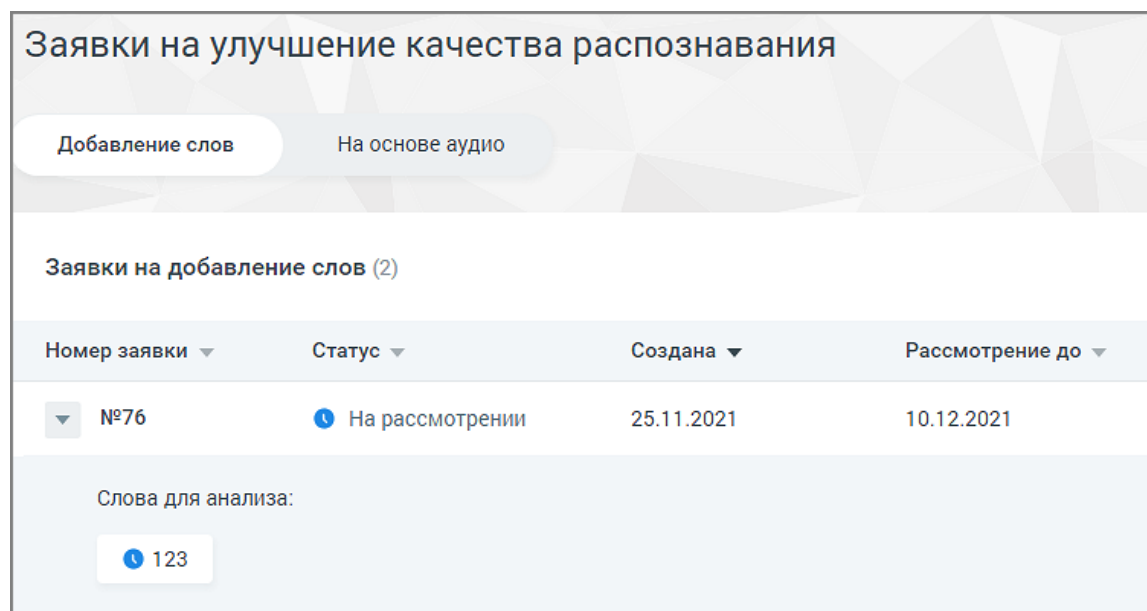 Заявки на улучшение качества распознавания
Добавление слов На основе аудио
Заявки на добавление слов (2)
Номер заявки Статус Создана Рассмотрение до
№76 На рассмотрении 25.11.2021 10.12.2021
Слова для анализа:
123